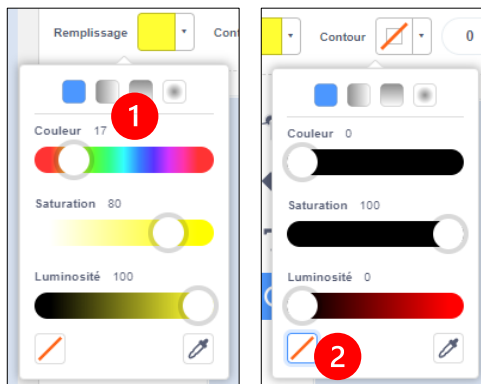 Remplissage
Cont
1
Couleur 17
Saturation 80
Luminosité 100
Contour
0
Couleur 0
Saturation 100
Luminosité 0
2